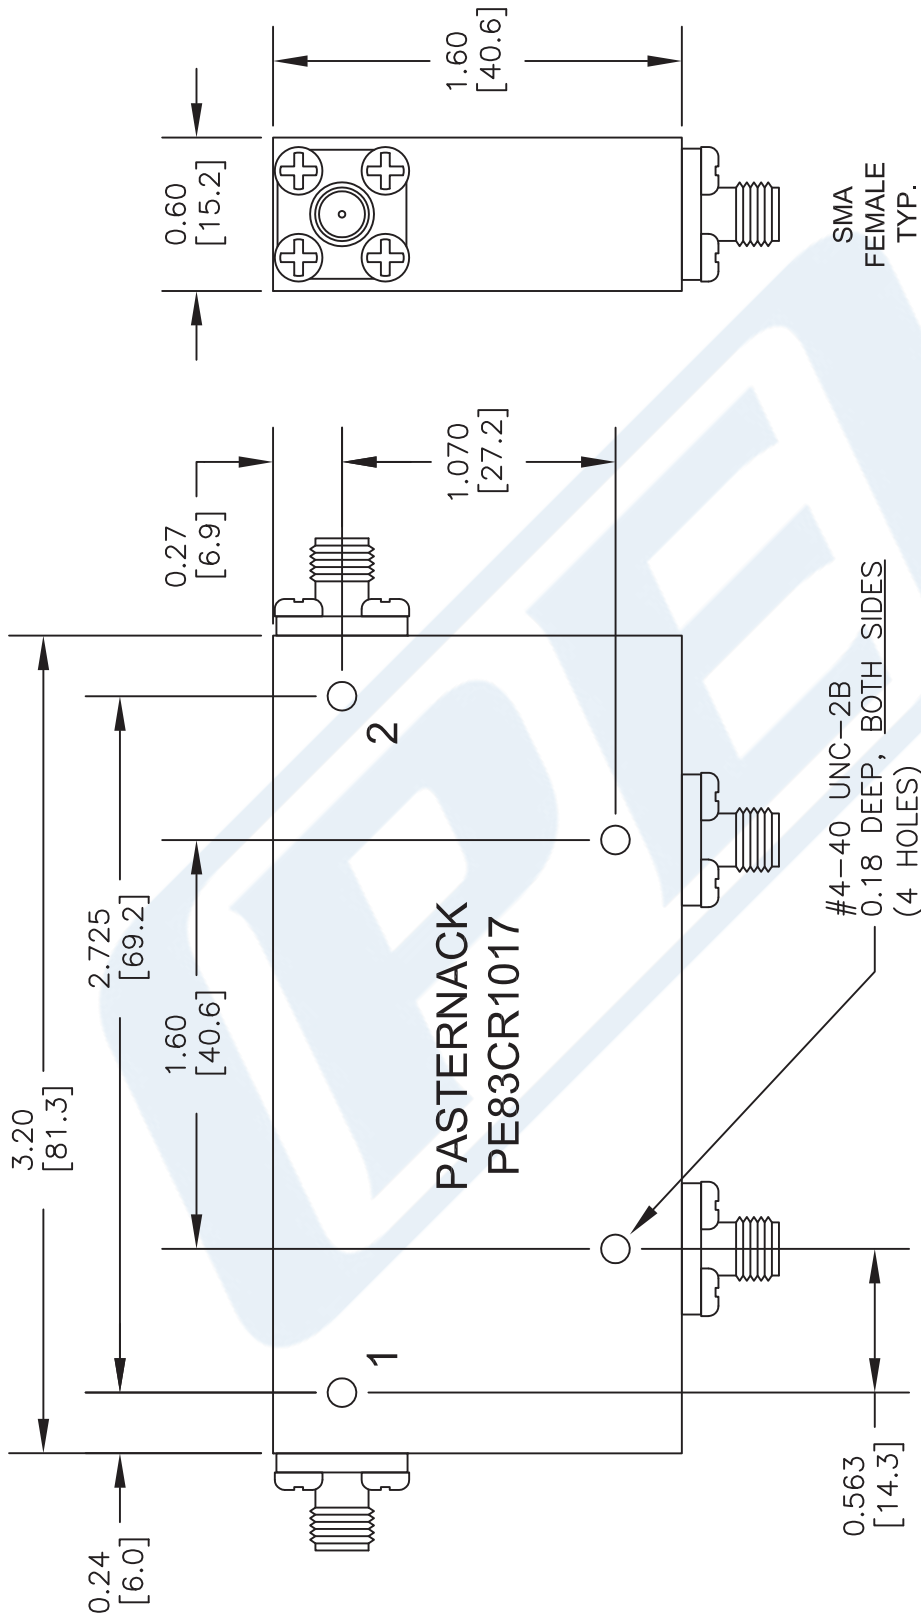 3.20
[81.3]
0.24
[6.0]
2.725
[69.2]
1.60
[40.6]
0.27
[6.9]
0.60
[15.2]
1
2
PASTERNACK
PE83CR1017
1.070
[27.2]
1.60
[40.6]
0.563
[14.3]
#4-40 UNC-2B
0.18 DEEP, BOTH SIDES
(4 HOLES)
SMA
FEMALE
TYP.
PE